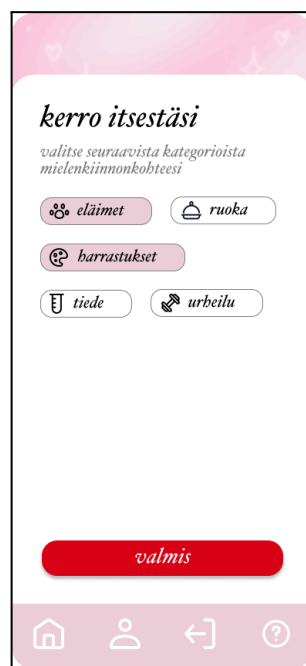 kerro itsestäsi
valitse seuraavista kategorioista
mielenkiinnonkohteesi
eläimet
ruoka
harrastukset
tiede
urheilu
valmis